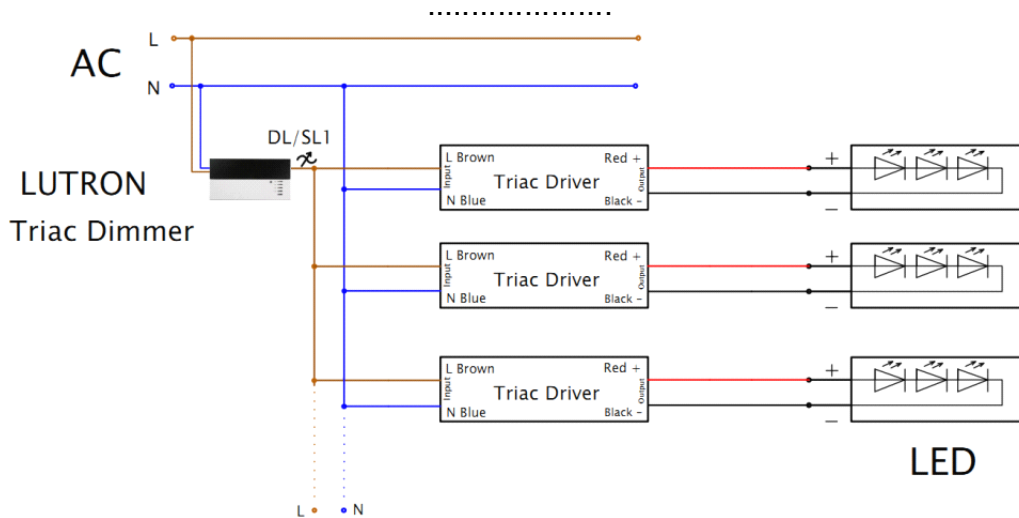 L
AC
N
DL/SL1
LUTRON
Triac Dimmer
L Brown
Red +
Input
Triac Driver
Output
N Blue
Black -
+
-
L Brown
Red +
Input
Triac Driver
Output
N Blue
Black -
+
-
L Brown
Red +
Input
Triac Driver
Output
N Blue
Black -
+
-
LED
L
N